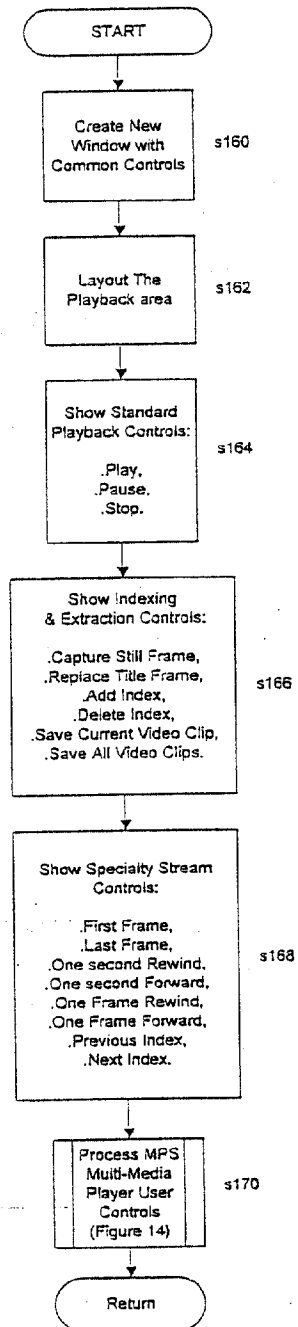 START
Create New
Window with
Common Controls
s160
Layout The
Playback area
s162
Show Standard
Playback Controls:
.Play,
.Pause,
.Stop.
s164
Show Indexing
& Extraction Controls:
.Capture Still Frame,
.Replace Title Frame,
.Add Index,
.Delete Index,
.Save Current Video Clip,
.Save All Video Clips.
s166
Show Specialty Stream
Controls:
.First Frame,
.Last Frame,
.One second Rewind,
.One second Forward,
.One Frame Rewind,
.One Frame Forward,
.Previous Index,
.Next Index.
s168
Process MPS
Multi-Media
Player User
Controls
(Figure 14)
s170
Return